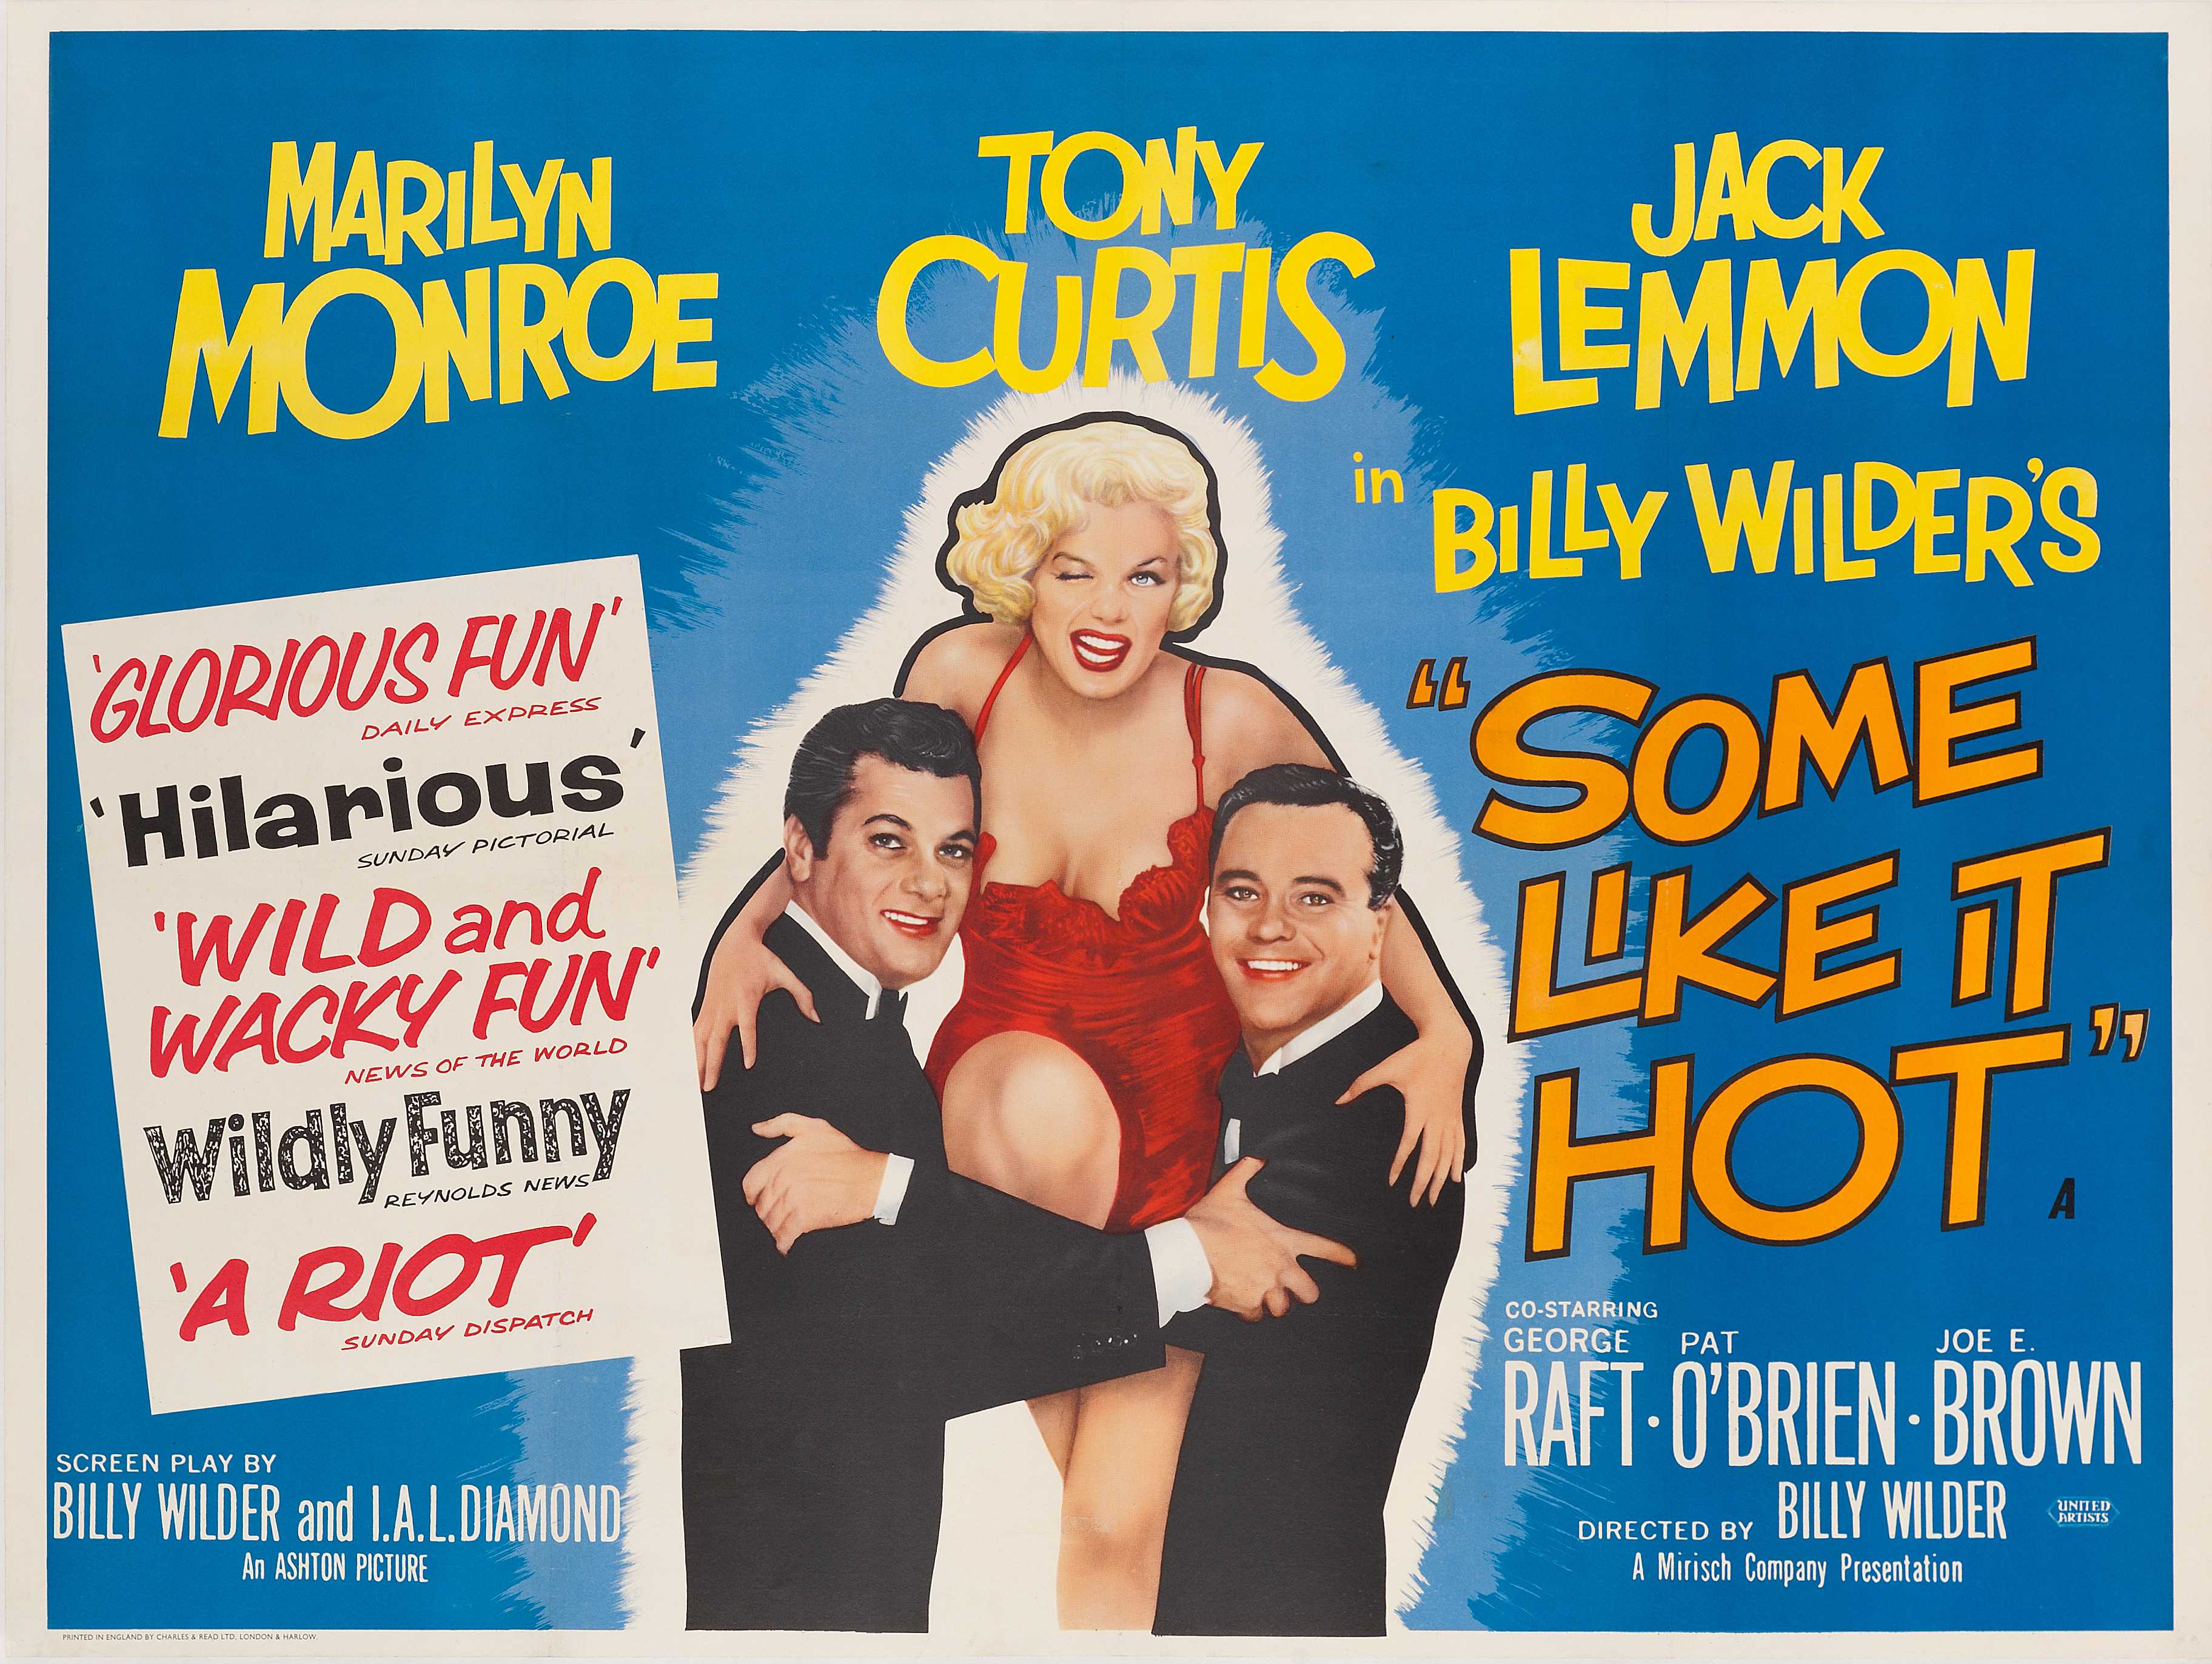 MARILYN
MONROE
TONY
CURTIS
JACK
LEMMON
in BILLY WILDER'S
"SOME
LIKE IT
HOT"
A
'GLORIOUS FUN'
DAILY EXPRESS
'Hilarious'
SUNDAY PICTORIAL
'WILD and
WACKY FUN'
NEWS OF THE WORLD
Wildly Funny
REYNOLDS NEWS
'A RIOT'
SUNDAY DISPATCH
SCREEN PLAY BY
BILLY WILDER and I.A.L. DIAMOND
An ASHTON PICTURE
CO-STARRING
GEORGE PAT JOE E.
RAFT · O'BRIEN · BROWN
DIRECTED BY BILLY WILDER
UNITED
ARTISTS
A Mirisch Company Presentation
PRINTED IN ENGLAND BY CHARLES & READ LTD, LONDON & HARLOW.